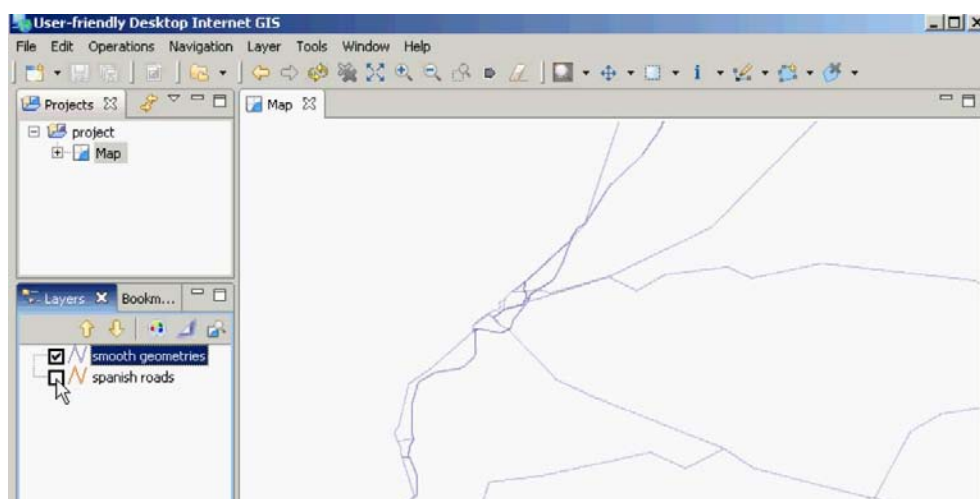 User-friendly Desktop Internet GIS
File Edit Operations Navigation Layer Tools Window Help
Projects
Map
project
Map
Layers
Bookm...
smooth geometries
spanish roads